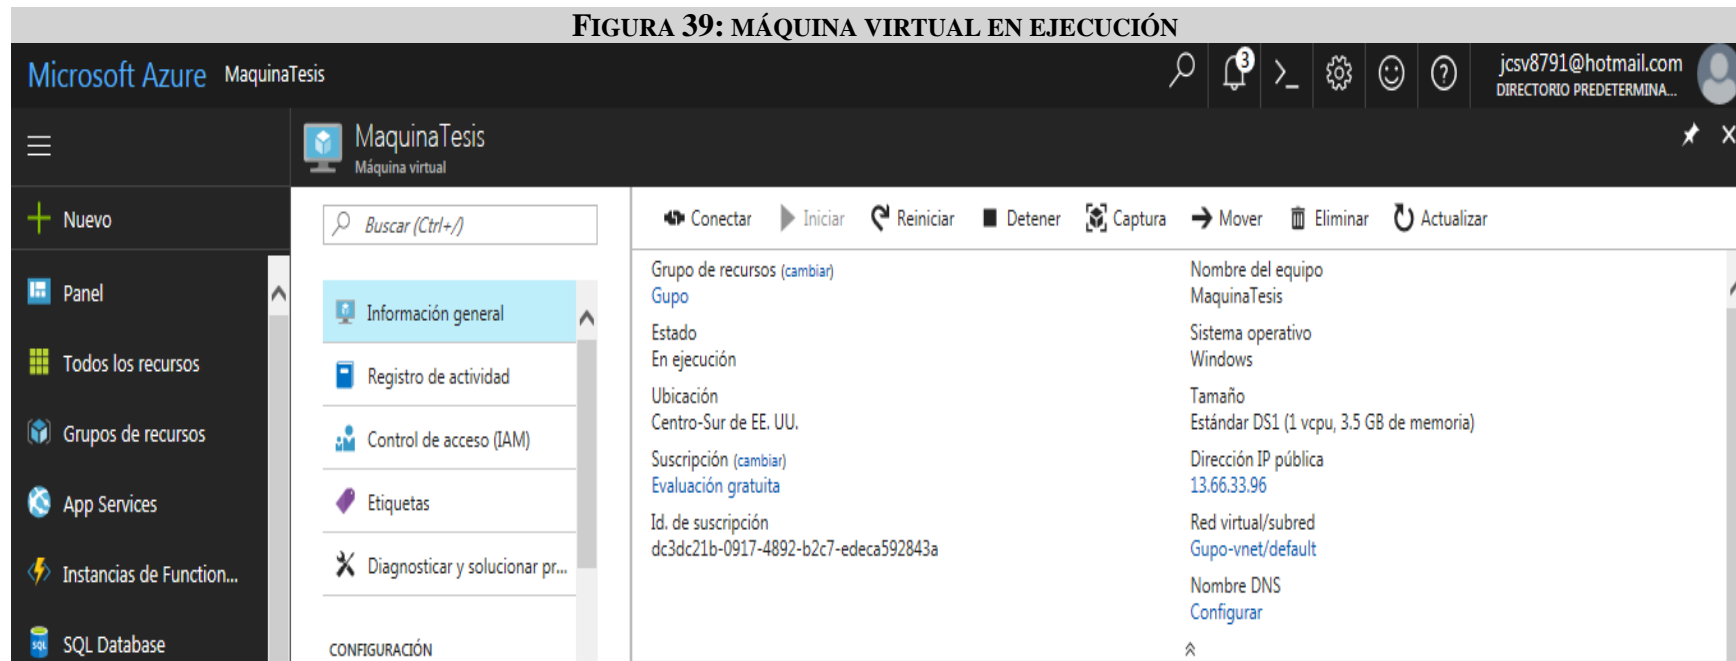 FIGURA 39: MÁQUINA VIRTUAL EN EJECUCIÓN
Microsoft Azure MaquinaTesis
3
jcsv8791@hotmail.com
DIRECTORIO PREDETERMINA...
MaquinaTesis
Máquina virtual
Nuevo
Panel
Todos los recursos
Grupos de recursos
App Services
Instancias de Function...
SQL Database
Buscar (Ctrl+/)
Información general
Registro de actividad
Control de acceso (IAM)
Etiquetas
Diagnosticar y solucionar pr...
CONFIGURACIÓN
Conectar Iniciar Reiniciar Detener Captura Mover Eliminar Actualizar
Grupo de recursos (cambiar)
Gupo
Estado
En ejecución
Ubicación
Centro-Sur de EE. UU.
Suscripción (cambiar)
Evaluación gratuita
Id. de suscripción
dc3dc21b-0917-4892-b2c7-edeca592843a
Nombre del equipo
MaquinaTesis
Sistema operativo
Windows
Tamaño
Estándar DS1 (1 vcpu, 3.5 GB de memoria)
Dirección IP pública
13.66.33.96
Red virtual/subred
Gupo-vnet/default
Nombre DNS
Configurar